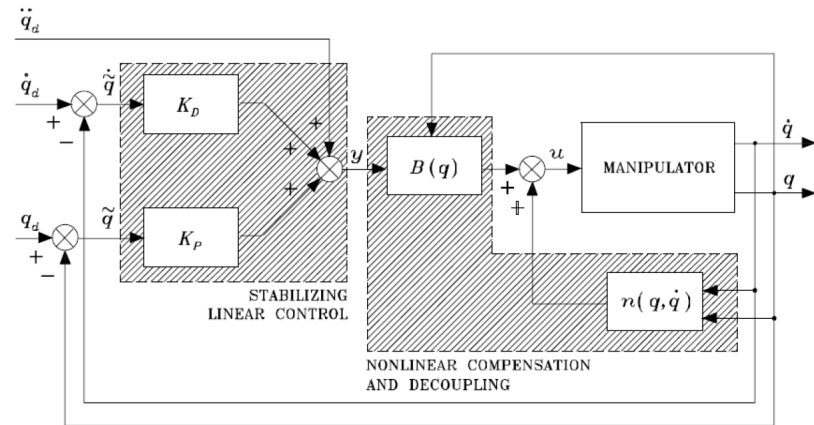 q̈_d
q̇_d
+
−
q̃̇
K_D
+
+
+
y
B(q)
+
+
u
MANIPULATOR
q̇
q
q_d
+
−
q̃
K_P
STABILIZING
LINEAR CONTROL
n(q, q̇)
NONLINEAR COMPENSATION
AND DECOUPLING